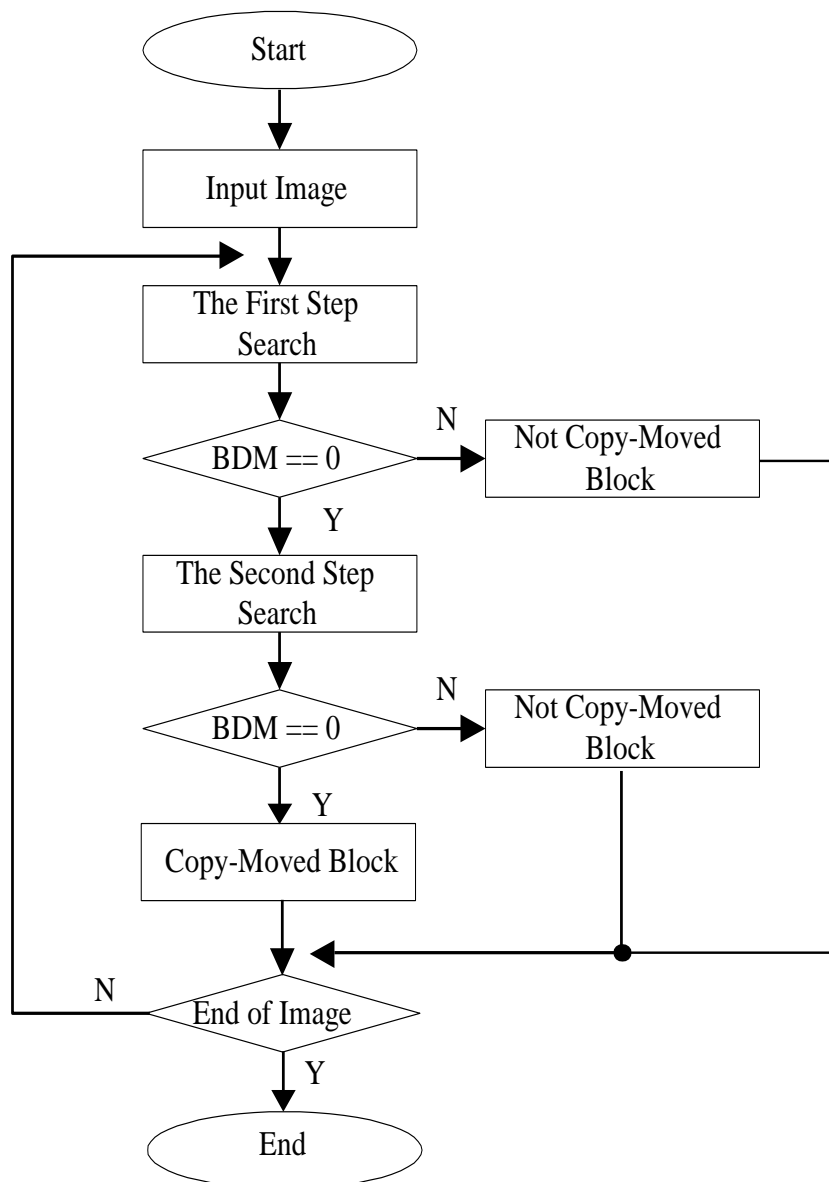 Start
Input Image
The First Step
Search
BDM == 0
N
Not Copy-Moved
Block
Y
The Second Step
Search
BDM == 0
N
Not Copy-Moved
Block
Y
Copy-Moved Block
N
End of Image
Y
End